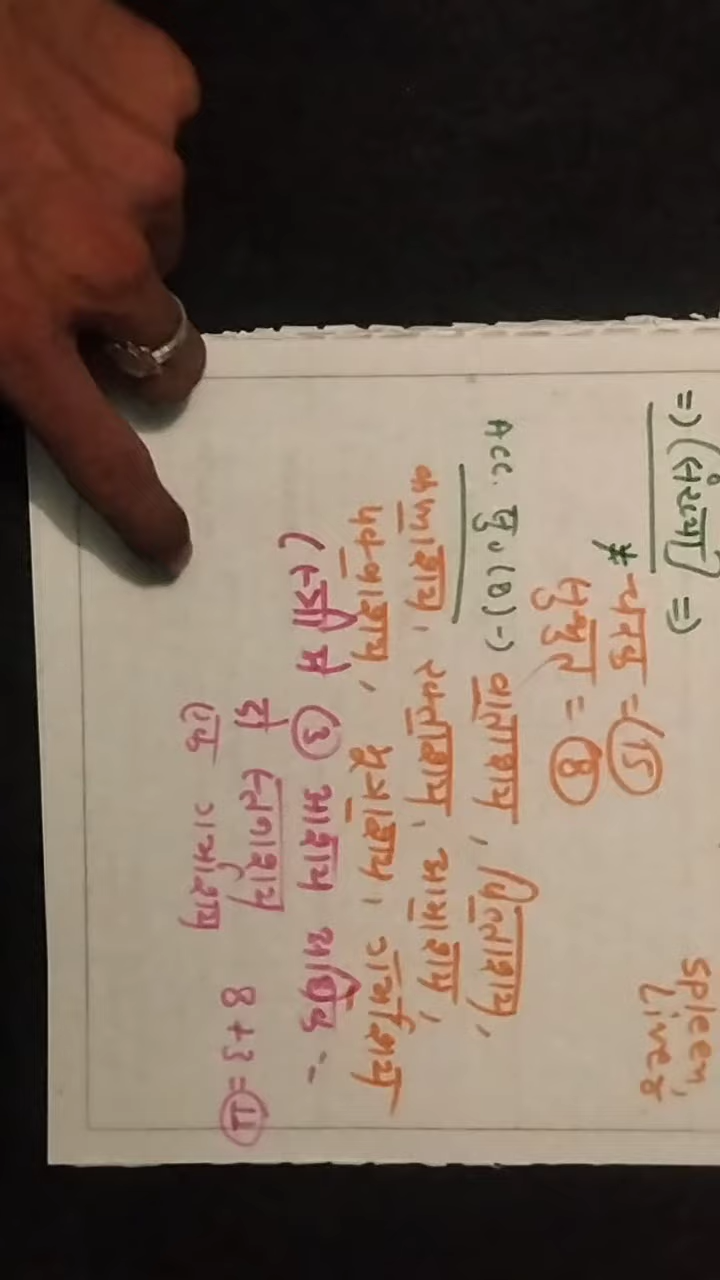 spleen,
Liver
=) (संख्या) =)
* चरक = 15
सुश्रुत = 8
Acc. सु० (8) -) वाताशय, पित्ताशय,
कफाशय, रक्ताशय, आमाशय,
पक्वाशय, मूत्राशय, गर्भाशय
(स्त्री में 3 आशय अधिक :-
दो स्तनाशय
एक गर्भाशय 8+3=11